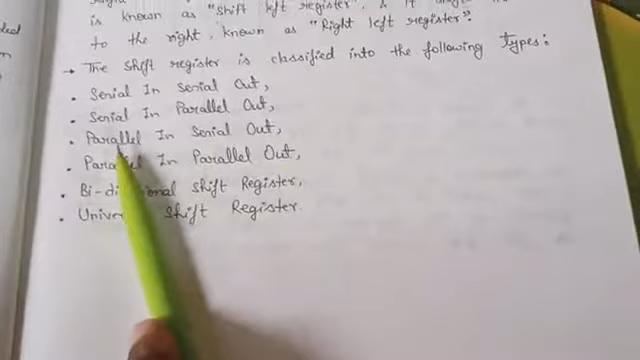 is known as "Shift left register", & it
to the right, known as "Right left register".
→ The shift register is classified into the following types:
• Serial In Serial Out,
• Serial In Parallel Out,
• Parallel In Serial Out,
• Parallel In Parallel Out,
• Bi-di ional shift Register,
• Univer shift Register.